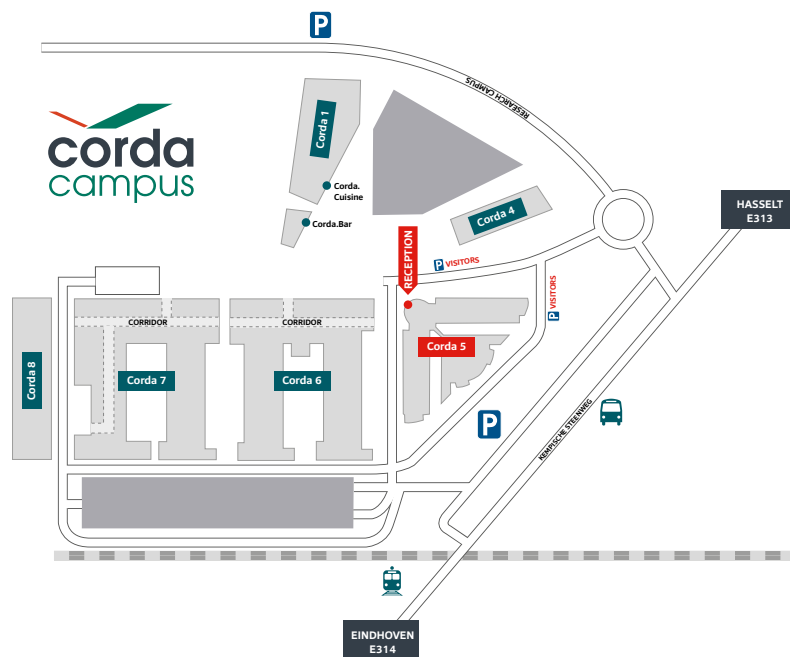 P
RESEARCH CAMPUS
corda
campus
Corda 1
Corda.
Cuisine
Corda.Bar
Corda 4
HASSELT
E313
RECEPTION
P VISITORS
P VISITORS
CORRIDOR
CORRIDOR
Corda 5
Corda 8
Corda 7
Corda 6
P
KEMPISCHE STEENWEG
EINDHOVEN
E314